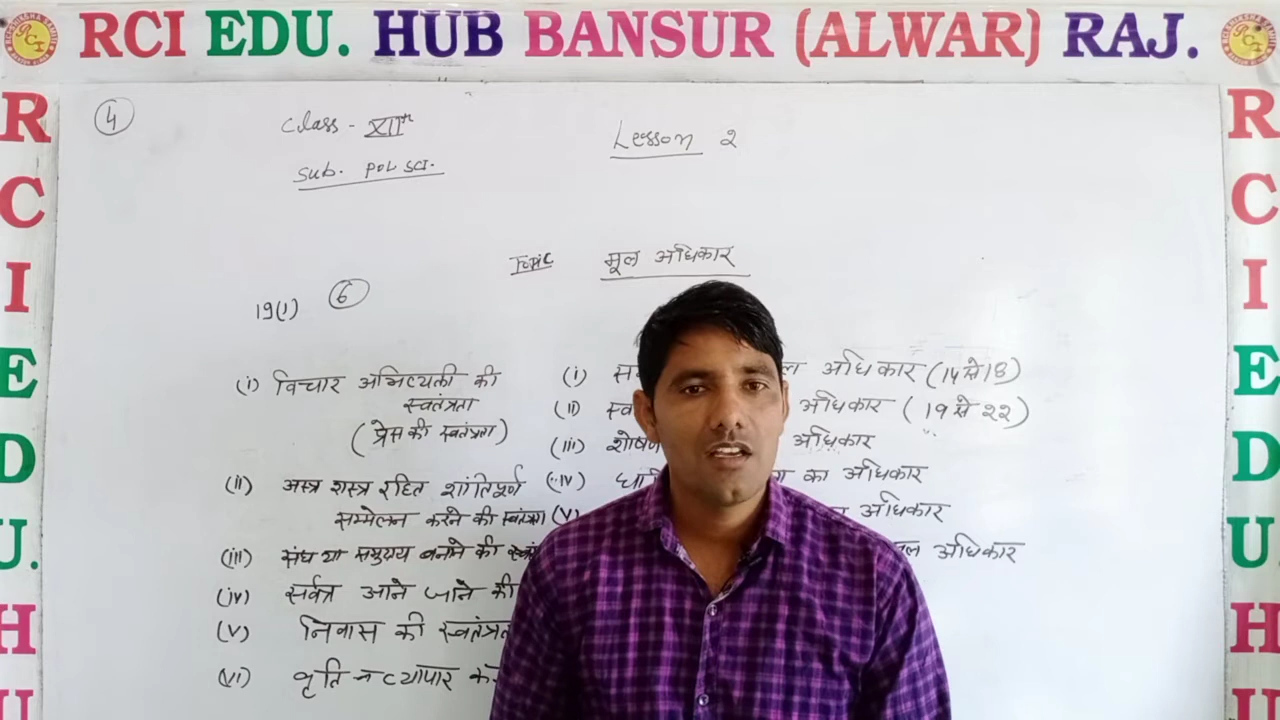 RCI EDU. HUB BANSUR (ALWAR) RAJ.
R
C
I
E
D
U.
H
U
R
C
I
E
D
U.
H
U
4
Class - XIIth
Sub. POL SCI.
Lesson 2
Topic मूल अधिकार
19(1) 6
(i) विचार अभिव्यक्ती की
स्वतंत्रता
(प्रेस की स्वतंत्रता)
(ii) अस्त्र शस्त्र रहित शांतिपूर्ण
सम्मेलन करने की स्वतंत्रता
(iii) संघ या समुदाय बनाने की
(iv) सर्वत्र आने जाने की
(v) निवास की
(vi) वृति व व्यापार
(i) अधिकार (14 से 18)
(ii) अधिकार (19 से 22)
(iii) शोषण अधिकार
(iv) का अधिकार
(v) अधिकार
अधिकार